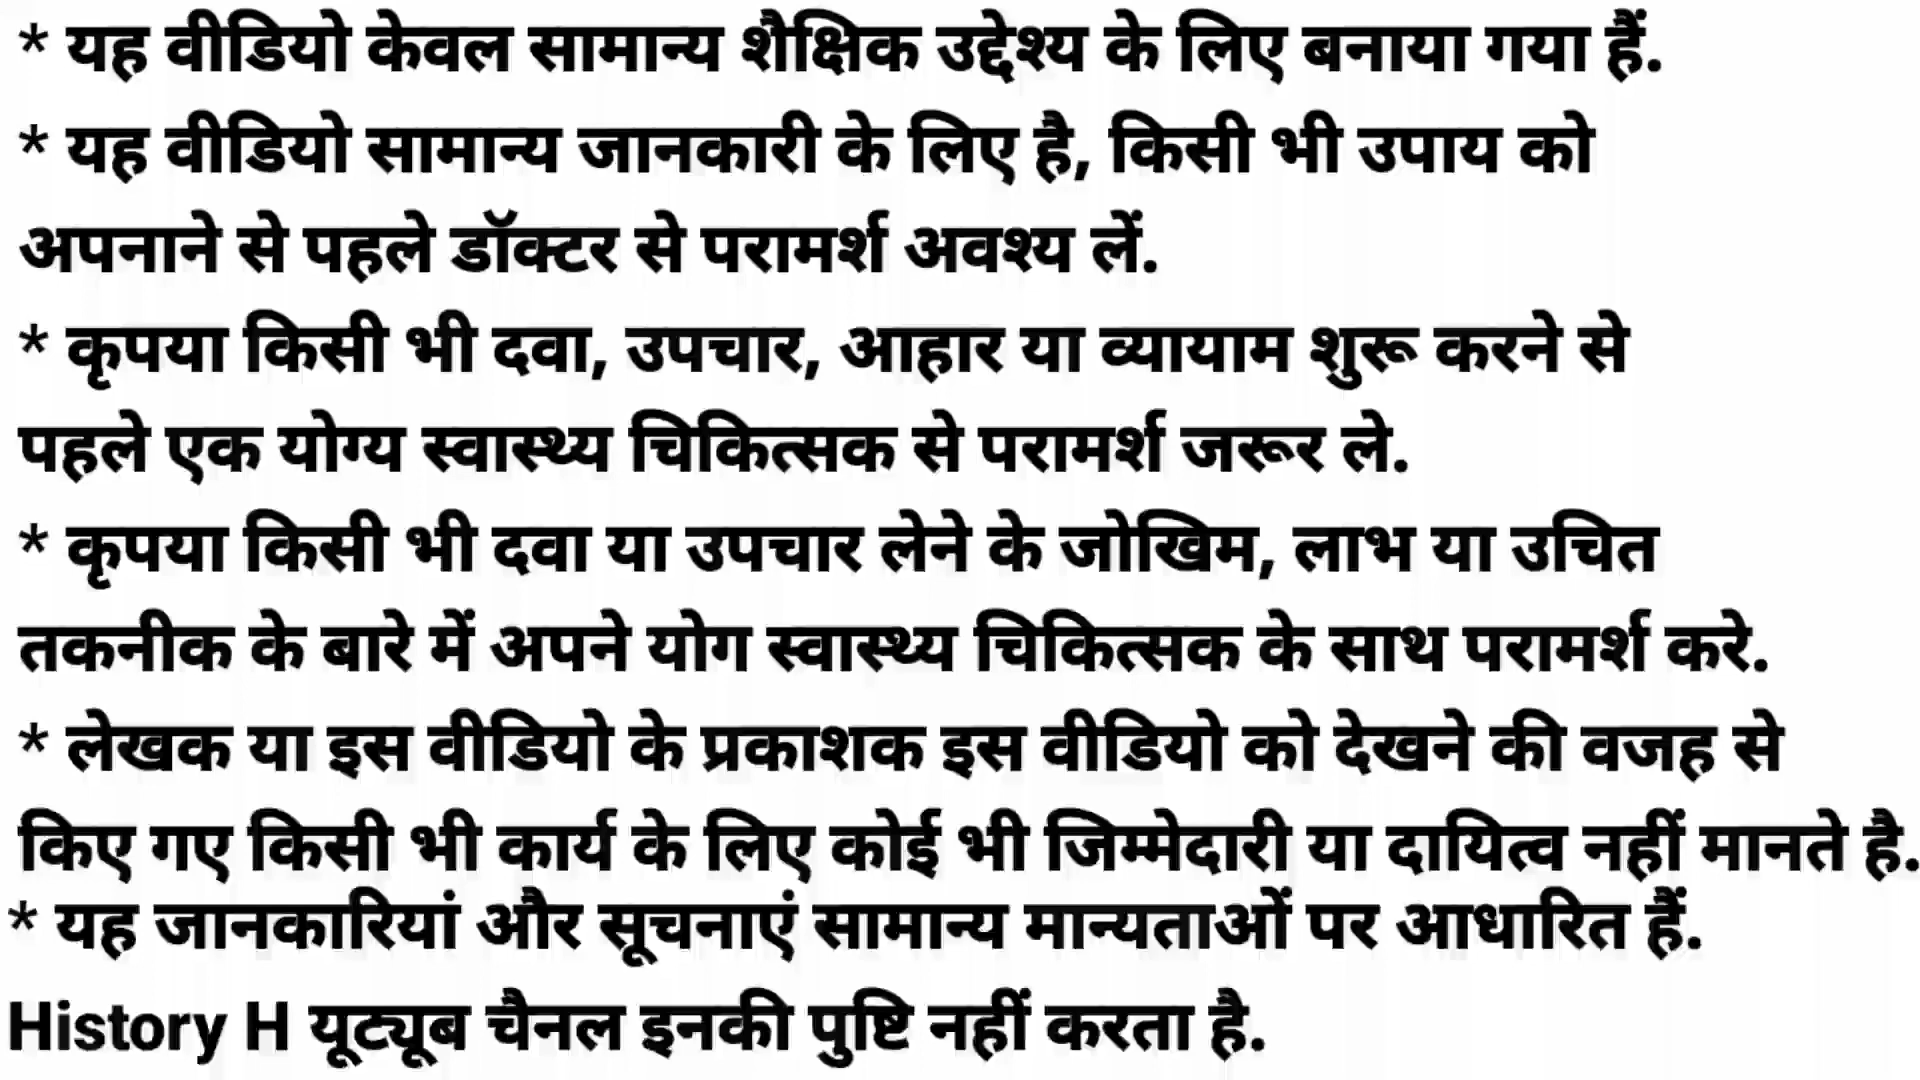 * यह वीडियो केवल सामान्य शैक्षिक उद्देश्य के लिए बनाया गया हैं.
* यह वीडियो सामान्य जानकारी के लिए है, किसी भी उपाय को
अपनाने से पहले डॉक्टर से परामर्श अवश्य लें.
* कृपया किसी भी दवा, उपचार, आहार या व्यायाम शुरू करने से
पहले एक योग्य स्वास्थ्य चिकित्सक से परामर्श जरूर ले.
* कृपया किसी भी दवा या उपचार लेने के जोखिम, लाभ या उचित
तकनीक के बारे में अपने योग स्वास्थ्य चिकित्सक के साथ परामर्श करे.
* लेखक या इस वीडियो के प्रकाशक इस वीडियो को देखने की वजह से
किए गए किसी भी कार्य के लिए कोई भी जिम्मेदारी या दायित्व नहीं मानते है.
* यह जानकारियां और सूचनाएं सामान्य मान्यताओं पर आधारित हैं.
History H यूट्यूब चैनल इनकी पुष्टि नहीं करता है.